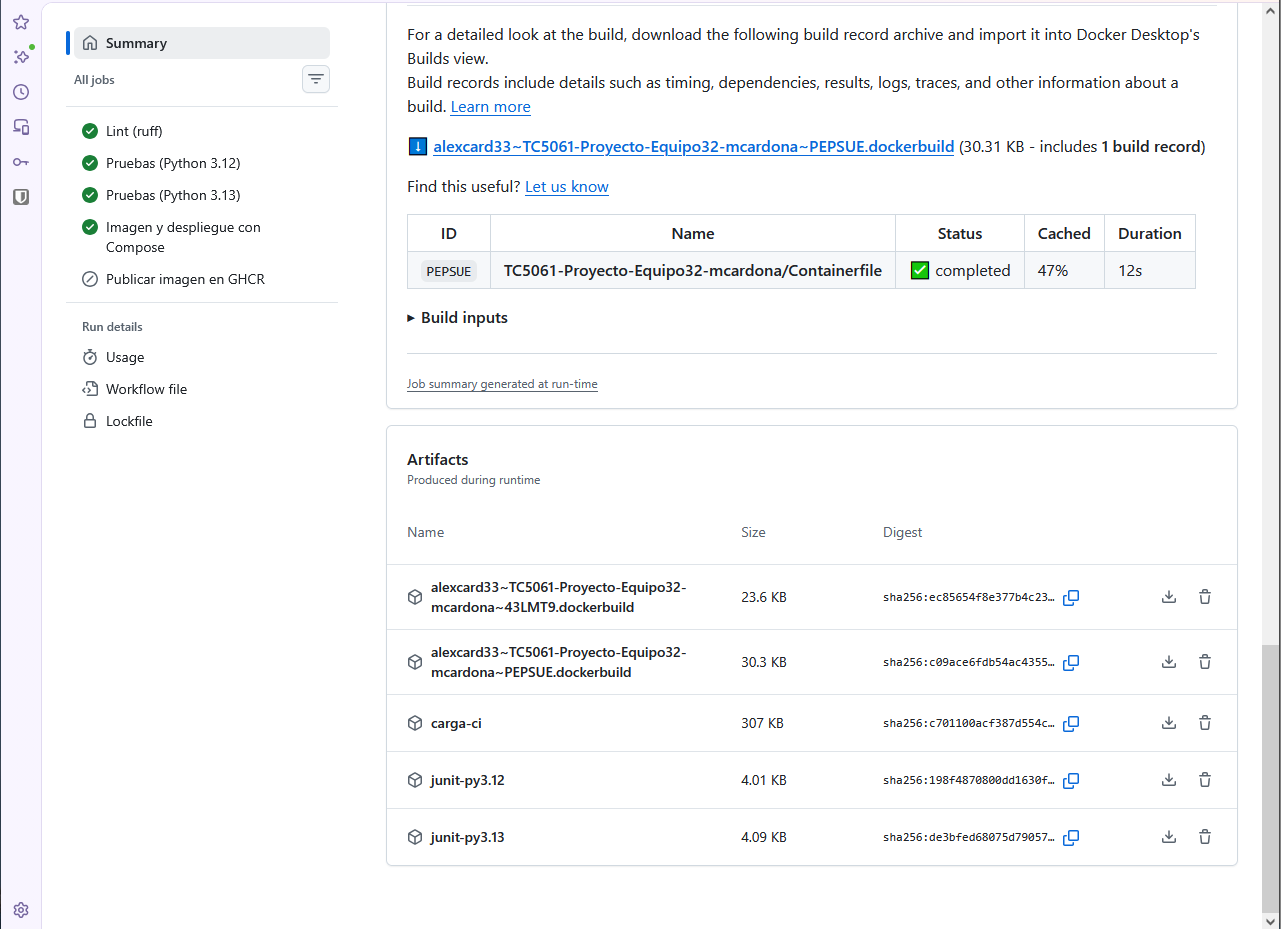 Summary
All jobs
Lint (ruff)
Pruebas (Python 3.12)
Pruebas (Python 3.13)
Imagen y despliegue con
Compose
Publicar imagen en GHCR
Run details
Usage
Workflow file
Lockfile
For a detailed look at the build, download the following build record archive and import it into Docker Desktop's
Builds view.
Build records include details such as timing, dependencies, results, logs, traces, and other information about a
build. Learn more
alexcard33~TC5061-Proyecto-Equipo32-mcardona~PEPSUE.dockerbuild (30.31 KB - includes 1 build record)
Find this useful? Let us know
ID Name Status Cached Duration
PEPSUE TC5061-Proyecto-Equipo32-mcardona/Containerfile ✅ completed 47% 12s
Build inputs
Job summary generated at run-time
Artifacts
Produced during runtime
Name Size Digest
alexcard33~TC5061-Proyecto-Equipo32-
mcardona~43LMT9.dockerbuild 23.6 KB sha256:ec85654f8e377b4c23…
alexcard33~TC5061-Proyecto-Equipo32-
mcardona~PEPSUE.dockerbuild 30.3 KB sha256:c09ace6fdb54ac4355…
carga-ci 307 KB sha256:c701100acf387d554c…
junit-py3.12 4.01 KB sha256:198f4870800dd1630f…
junit-py3.13 4.09 KB sha256:de3bfed68075d79057…